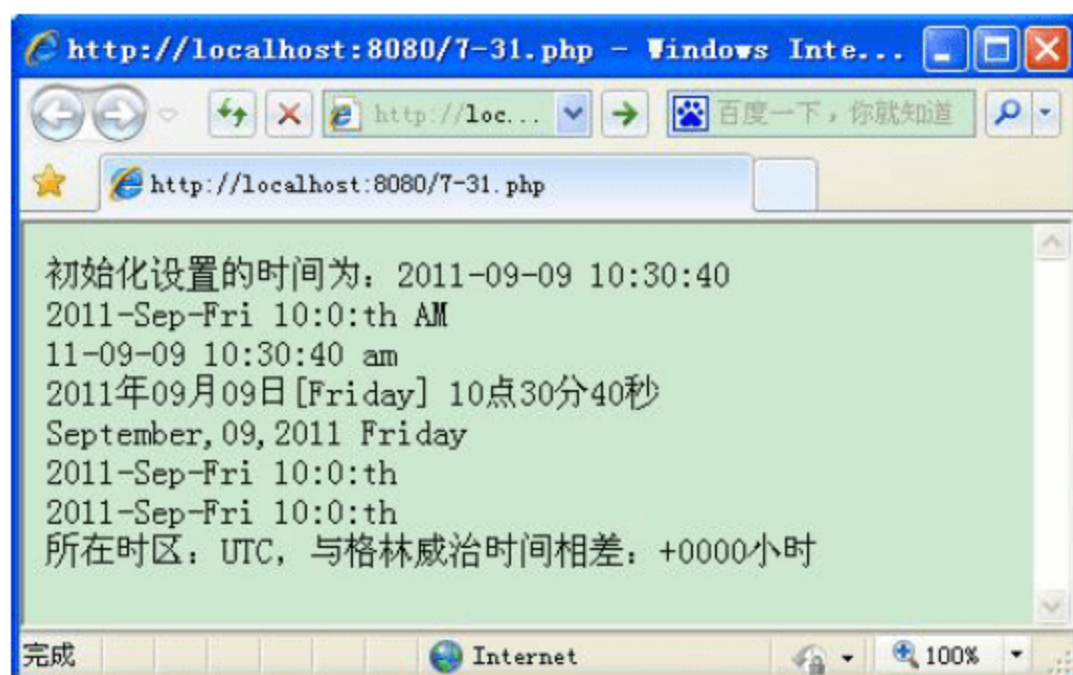 http://localhost:8080/7-31.php - Windows Inte...
http://loc...
百度一下，你就知道
http://localhost:8080/7-31.php
初始化设置的时间为：2011-09-09 10:30:40
2011-Sep-Fri 10:0:th AM
11-09-09 10:30:40 am
2011年09月09日[Friday] 10点30分40秒
September,09,2011 Friday
2011-Sep-Fri 10:0:th
2011-Sep-Fri 10:0:th
所在时区：UTC，与格林威治时间相差：+0000小时
完成
Internet
100%